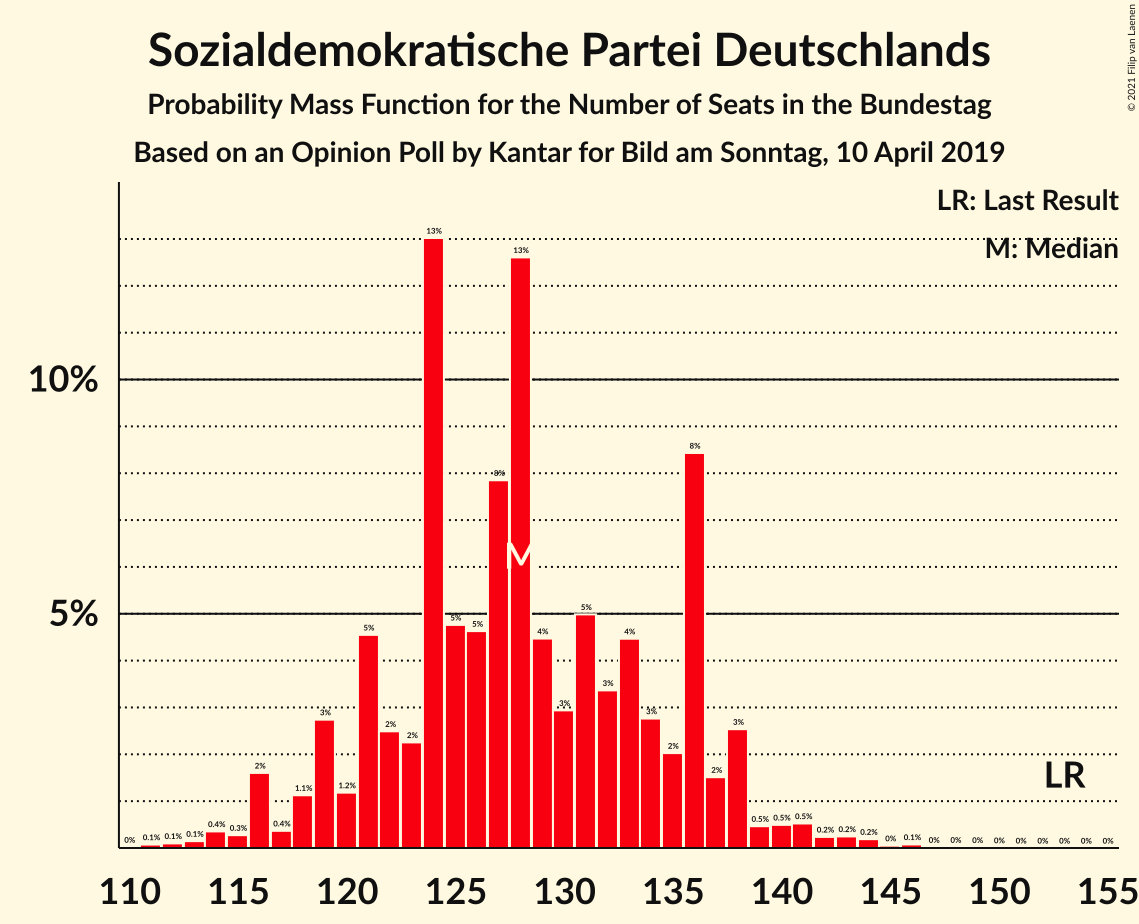 Sozialdemokratische Partei Deutschlands
Probability Mass Function for the Number of Seats in the Bundestag
Based on an Opinion Poll by Kantar for Bild am Sonntag, 10 April 2019
© 2021 Filip van Laenen
LR: Last Result
M: Median
10%
5%
0% 0.1% 0.1% 0.1% 0.4% 0.3% 2% 0.4% 1.1% 3% 1.2% 5% 2% 2% 13% 5% 5% 8% 13% 4% 3% 5% 3% 4% 3% 2% 8% 2% 3% 0.5% 0.5% 0.5% 0.2% 0.2% 0.2% 0% 0.1% 0% 0% 0% 0% 0% 0% 0% 0% 0%
M
LR
110 115 120 125 130 135 140 145 150 155